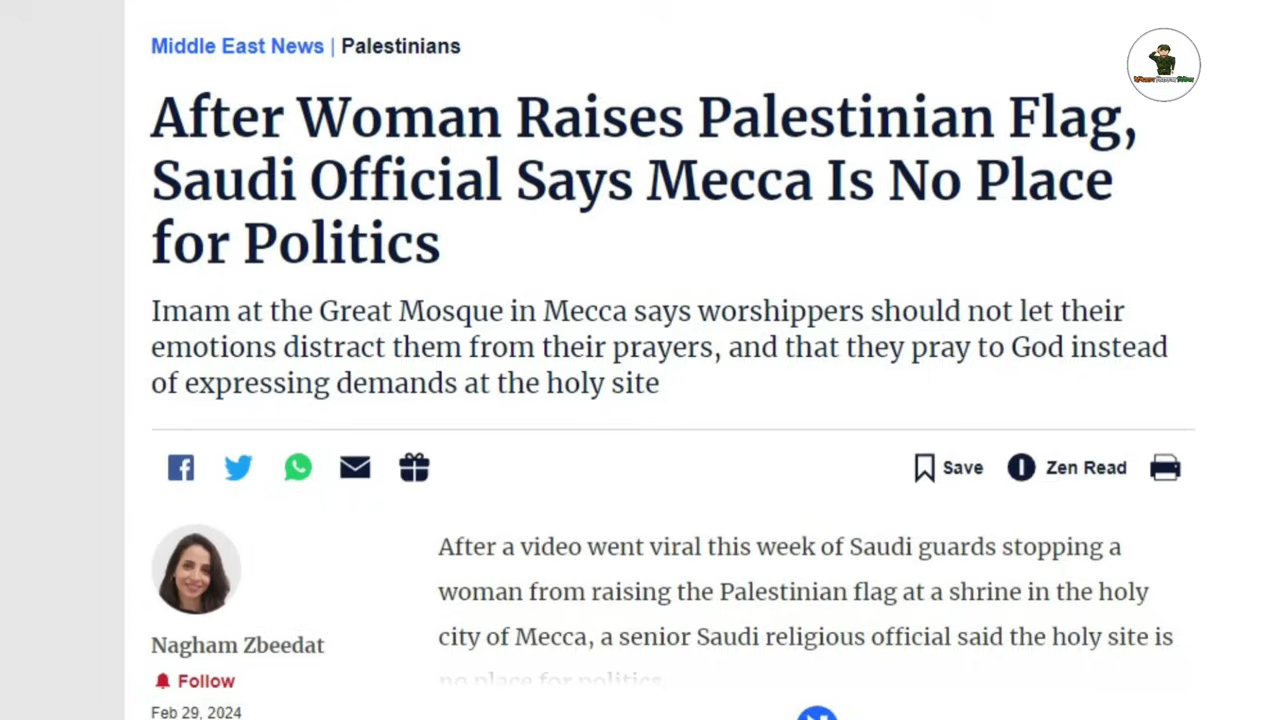 Middle East News | Palestinians
After Woman Raises Palestinian Flag,
Saudi Official Says Mecca Is No Place
for Politics
Imam at the Great Mosque in Mecca says worshippers should not let their
emotions distract them from their prayers, and that they pray to God instead
of expressing demands at the holy site
Save
Zen Read
After a video went viral this week of Saudi guards stopping a
woman from raising the Palestinian flag at a shrine in the holy
city of Mecca, a senior Saudi religious official said the holy site is
no place for politics.
Nagham Zbeedat
Follow
Feb 29, 2024